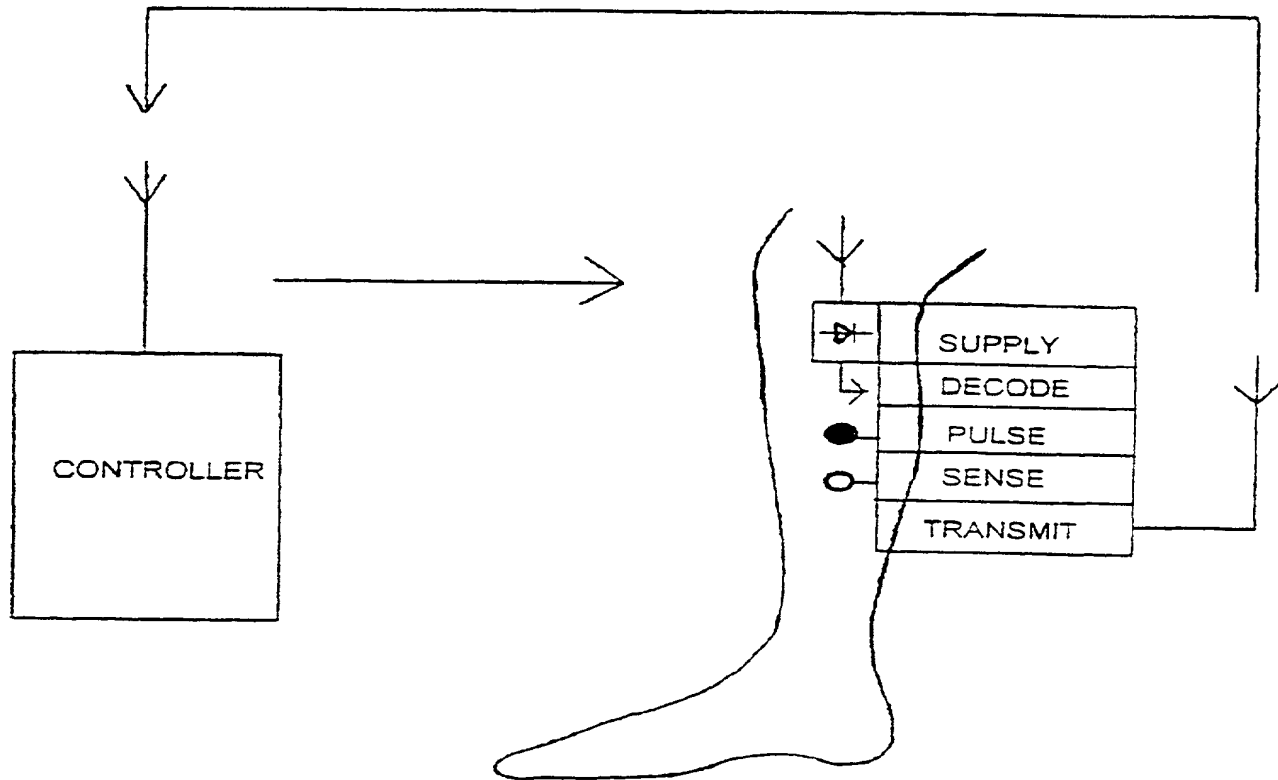 CONTROLLER
SUPPLY
DECODE
PULSE
SENSE
TRANSMIT